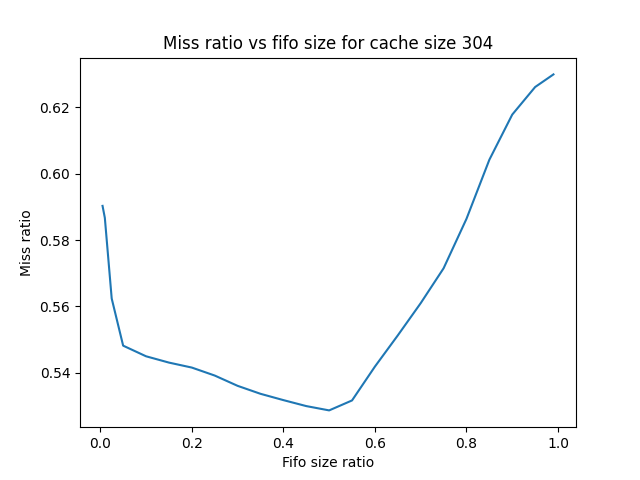 Miss ratio vs fifo size for cache size 304
Miss ratio
0.62
0.60
0.58
0.56
0.54
0.0 0.2 0.4 0.6 0.8 1.0
Fifo size ratio